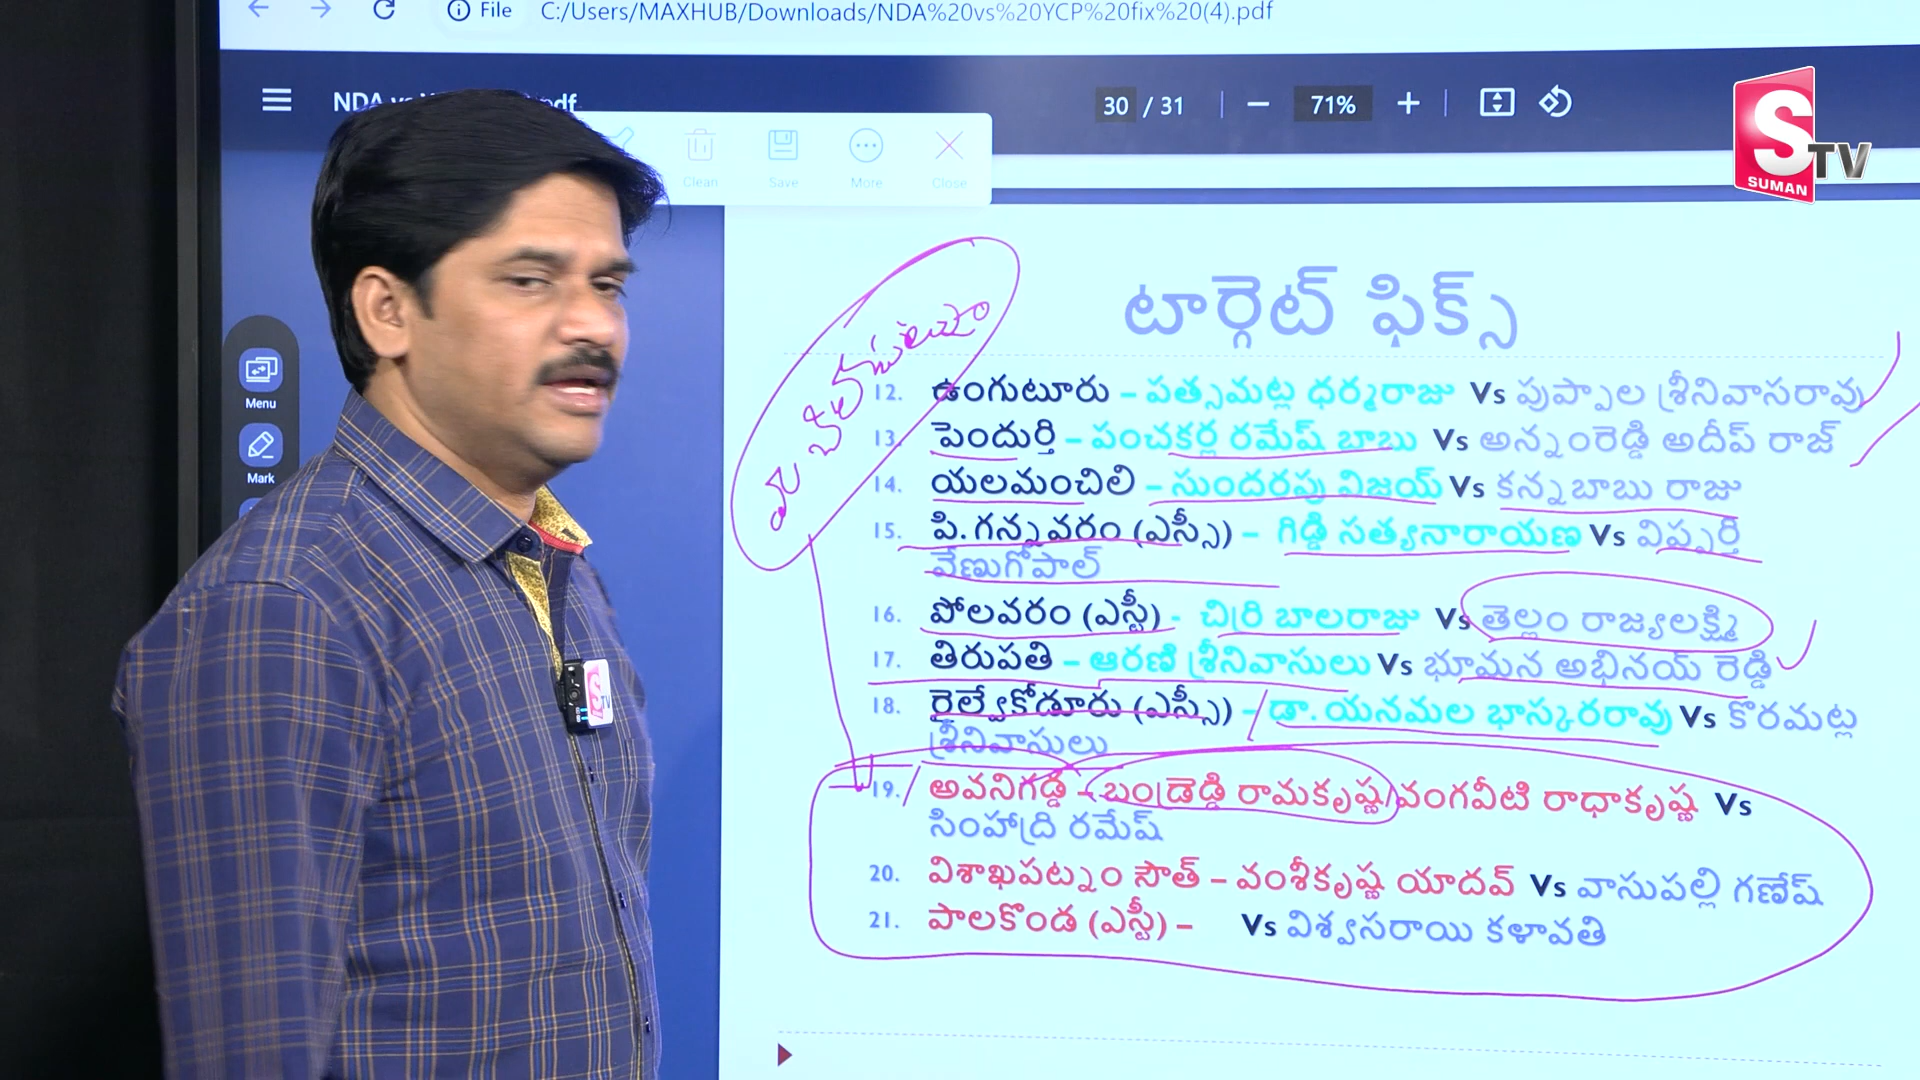 File C:/Users/MAXHUB/Downloads/NDA%20vs%20YCP%20fix%20(4).pdf
30 / 31 71%
S TV
SUMAN
Clean Save More Close
టార్గెట్ ఫిక్స్
Menu
Mark
12. ఉంగుటూరు – పత్సమట్ల ధర్మరాజు Vs పుప్పాల శ్రీనివాసరావు
13. పెందుర్తి – పంచకర్ల రమేష్ బాబు Vs అన్నంరెడ్డి అదీప్ రాజ్
14. యలమంచిలి – సుందరపు విజయ్ Vs కన్నబాబు రాజు
15. పి.గన్నవరం (ఎస్సీ) – గిడ్డి సత్యనారాయణ Vs విప్పర్తి
వేణుగోపాల్
16. పోలవరం (ఎస్టీ) - చిర్రి బాలరాజు Vs తెల్లం రాజ్యలక్ష్మి
17. తిరుపతి – ఆరణి శ్రీనివాసులు Vs భూమన అభినయ్ రెడ్డి
18. రైల్వేకోడూరు (ఎస్సీ) – డా.యనమల భాస్కరరావు Vs కొరమట్ల
శ్రీనివాసులు
19. అవనిగడ్డ – బండ్రెడ్డి రామకృష్ణ/వంగవీటి రాధాకృష్ణ Vs
సింహాద్రి రమేష్
20. విశాఖపట్నం సౌత్ – వంశీకృష్ణ యాదవ్ Vs వాసుపల్లి గణేష్
21. పాలకొండ (ఎస్టీ) – Vs విశ్వసరాయి కళావతి